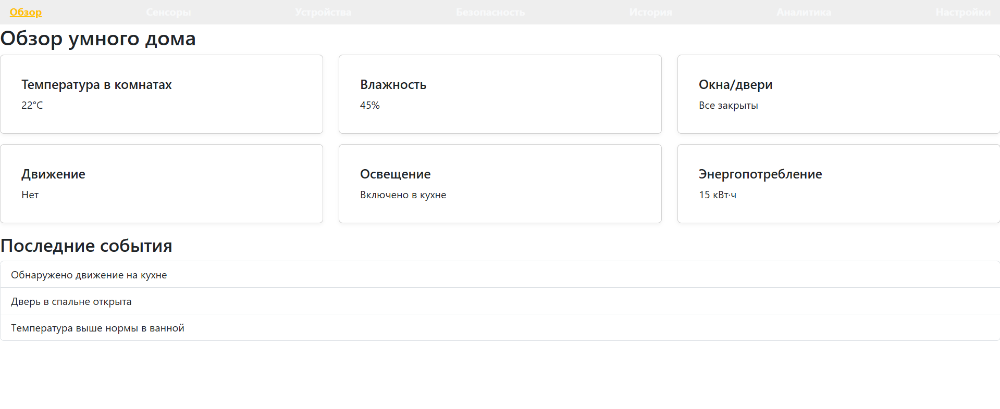 Обзор Сенсоры Устройства Безопасность История Аналитика Настройки
Обзор умного дома
Температура в комнатах
22°C
Влажность
45%
Окна/двери
Все закрыты
Движение
Нет
Освещение
Включено в кухне
Энергопотребление
15 кВт·ч
Последние события
Обнаружено движение на кухне
Дверь в спальне открыта
Температура выше нормы в ванной